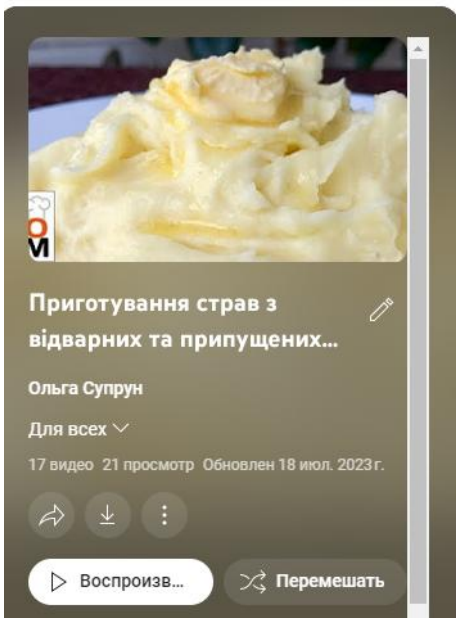 О
М
Приготування страв з
відварних та припущених...
Ольга Супрун
Для всех
17 видео 21 просмотр Обновлен 18 июл. 2023 г.
Воспроизв...
Перемешать